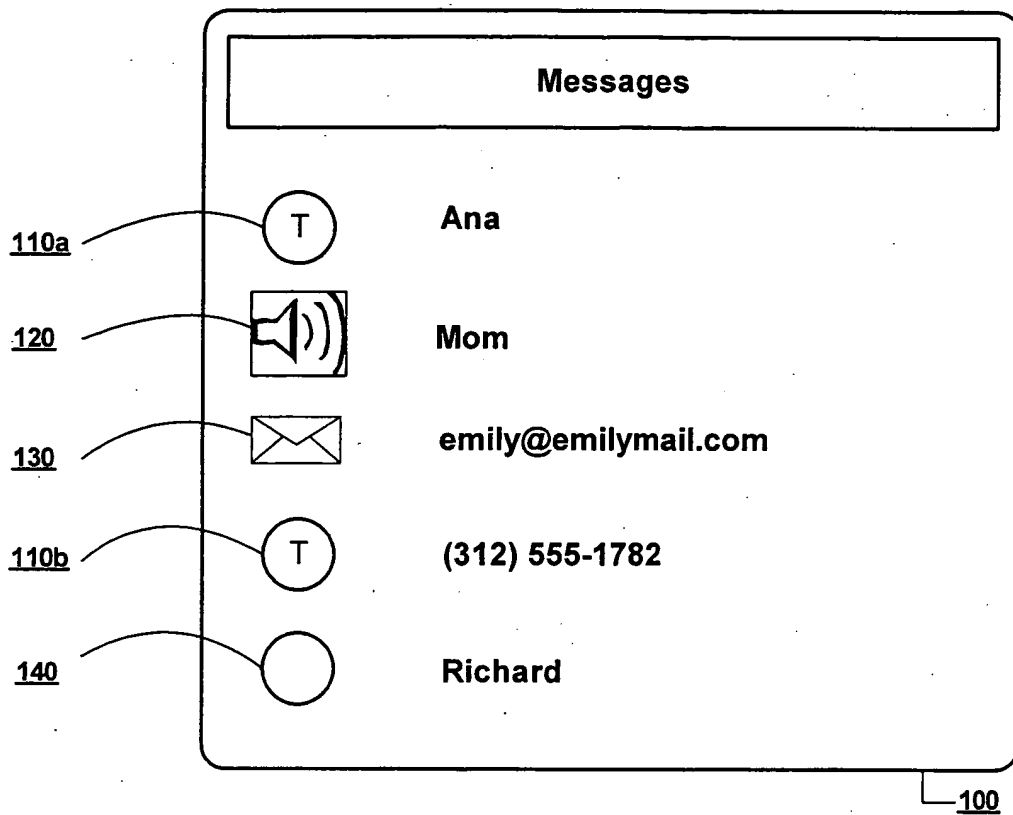 Messages
110a T Ana
120 Mom
130 emily@emilymail.com
110b T (312) 555-1782
140 Richard
100